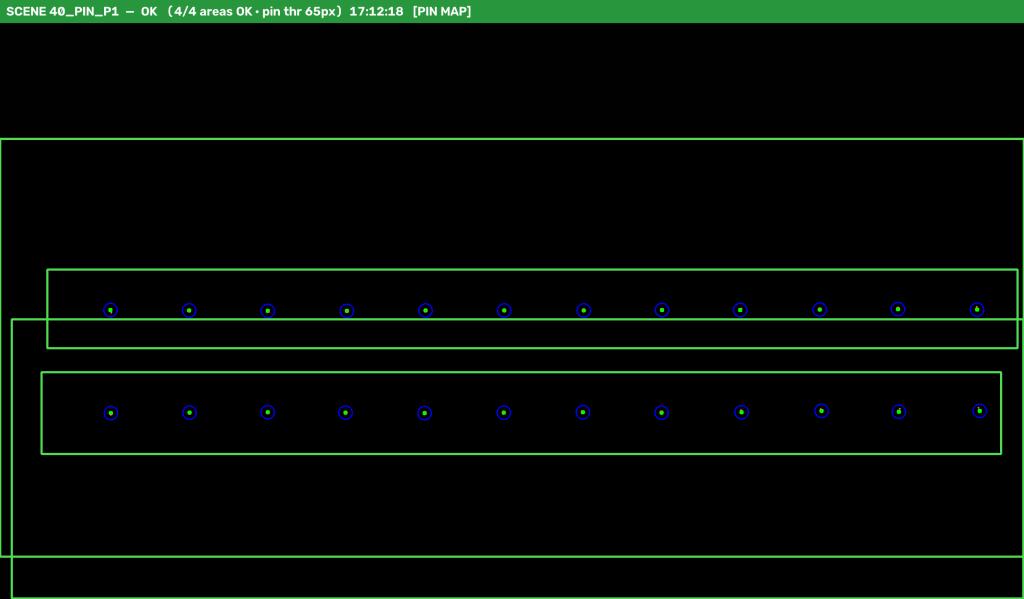 SCENE 40_PIN_P1 — OK (4/4 areas OK · pin thr 65px) 17:12:18 [PIN MAP]